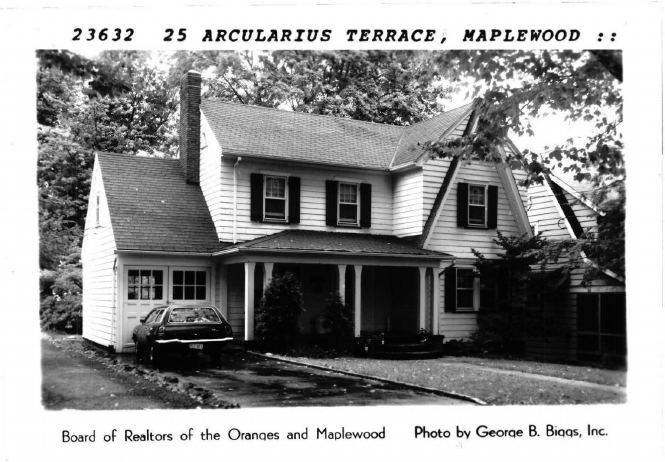 23632 25 ARCULARIUS TERRACE, MAPLEWOOD ::
Board of Realtors of the Oranges and Maplewood Photo by George B. Biggs, Inc.